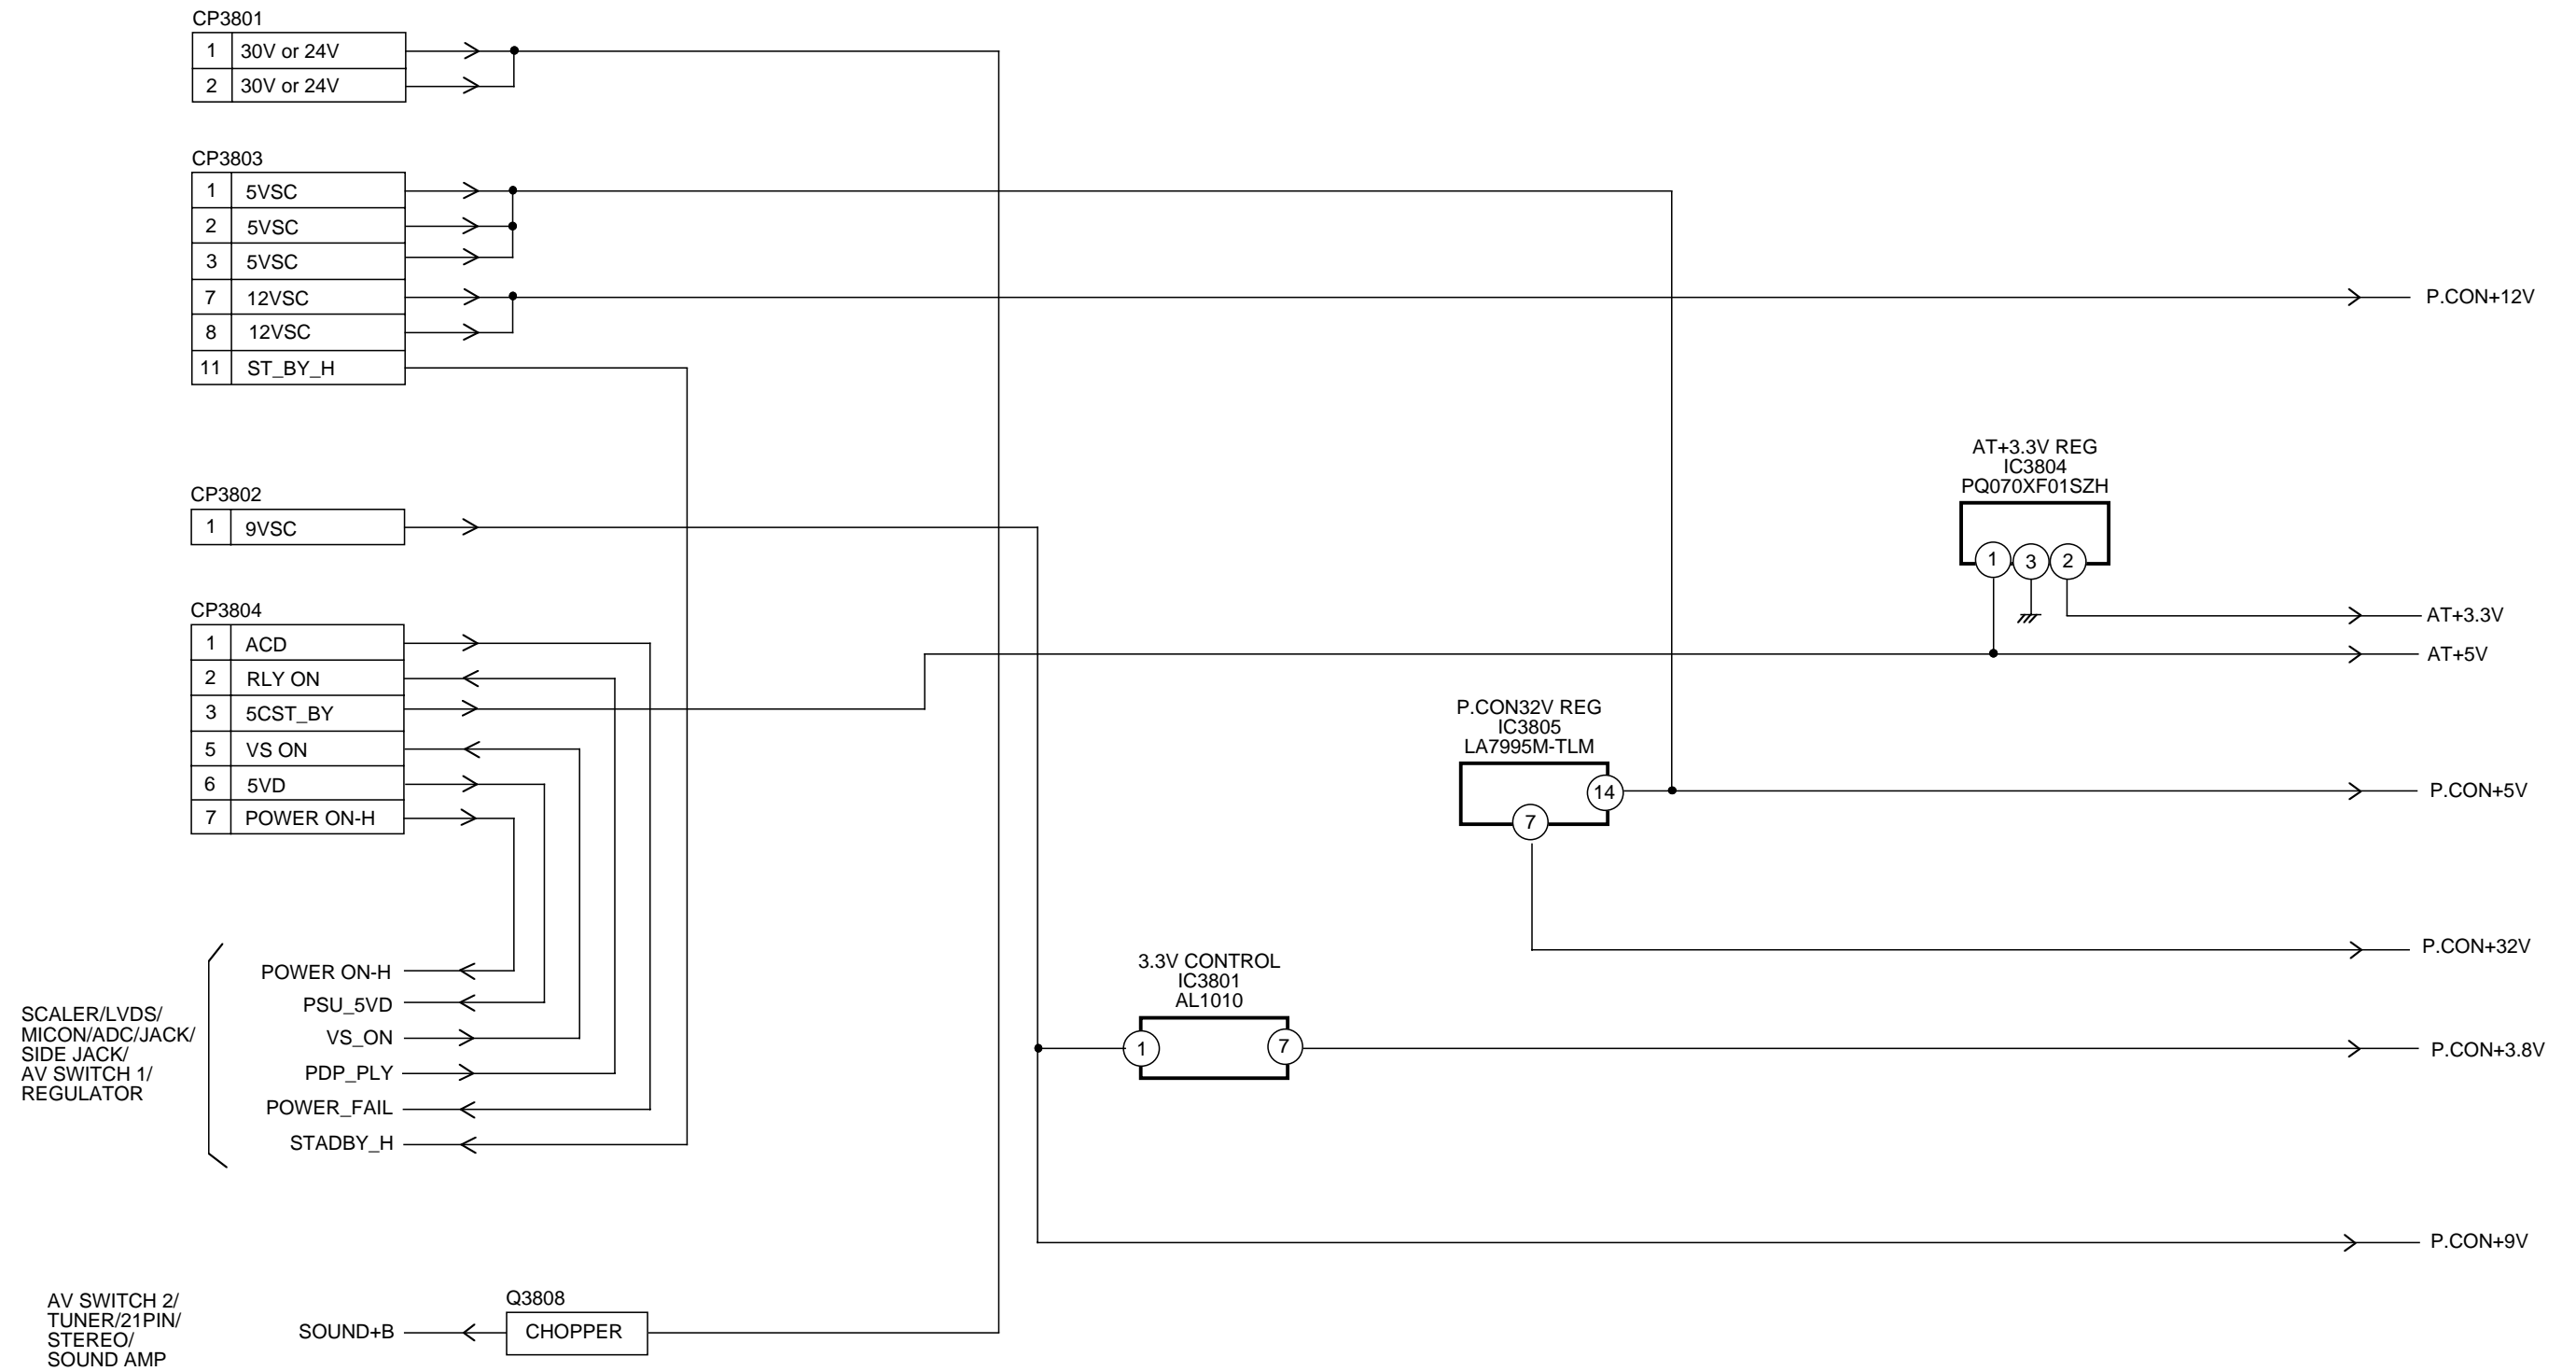 CP3801
1 30V or 24V
2 30V or 24V
CP3803
1 5VSC
2 5VSC
3 5VSC
7 12VSC
8 12VSC
11 ST_BY_H
P.CON+12V
CP3802
1 9VSC
AT+3.3V REG
IC3804
PQ070XF01SZH
1 3 2
AT+3.3V
AT+5V
CP3804
1 ACD
2 RLY ON
3 5CST_BY
5 VS ON
6 5VD
7 POWER ON-H
P.CON32V REG
IC3805
LA7995M-TLM
14
7
P.CON+5V
P.CON+32V
3.3V CONTROL
IC3801
AL1010
1 7
P.CON+3.8V
P.CON+9V
SCALER/LVDS/
MICON/ADC/JACK/
SIDE JACK/
AV SWITCH 1/
REGULATOR
POWER ON-H
PSU_5VD
VS_ON
PDP_PLY
POWER_FAIL
STADBY_H
AV SWITCH 2/
TUNER/21PIN/
STEREO/
SOUND AMP
SOUND+B
Q3808
CHOPPER